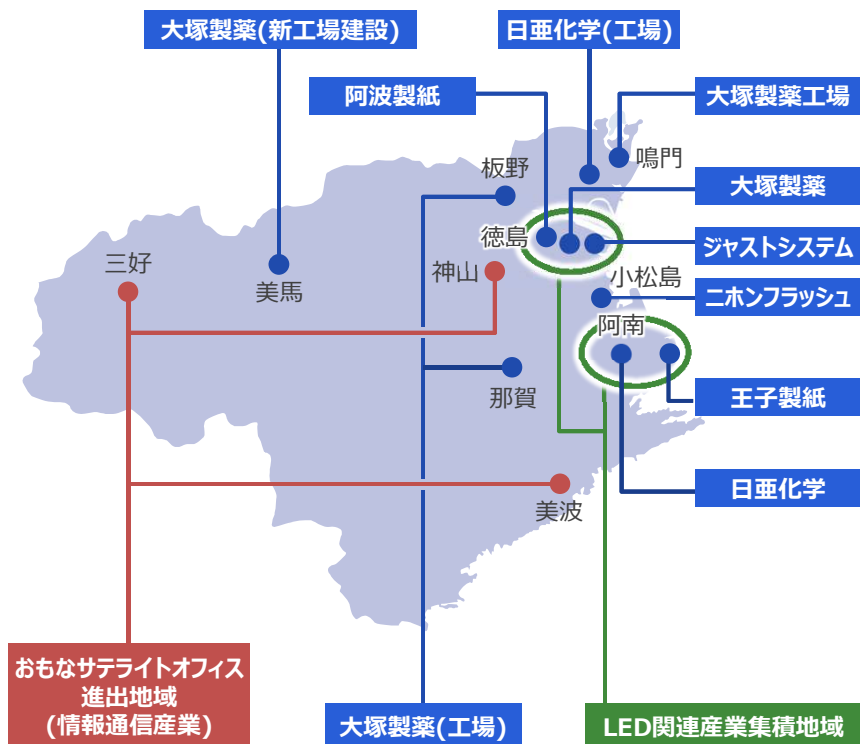 大塚製薬(新工場建設)
日亜化学(工場)
阿波製紙
大塚製薬工場
鳴門
板野
大塚製薬
徳島
ジャストシステム
三好
神山
小松島
美馬
ニホンフラッシュ
阿南
那賀
王子製紙
日亜化学
美波
おもなサテライトオフィス
進出地域
(情報通信産業)
大塚製薬(工場)
LED関連産業集積地域